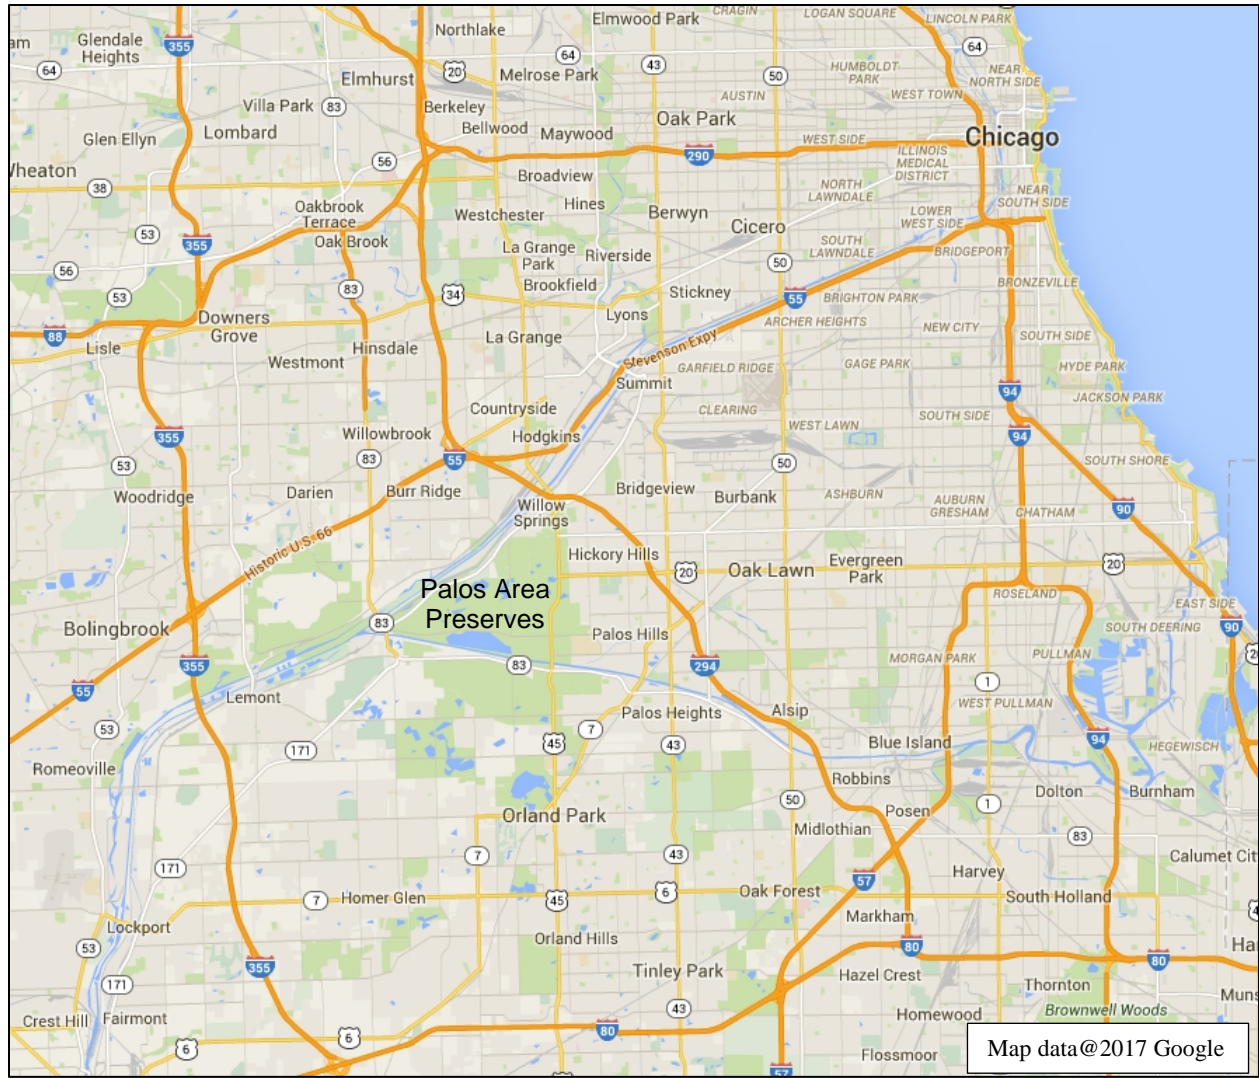 CRAGIN
LOGAN SQUARE
LINCOLN PARK
Elmwood Park
Northlake
am
Glendale
Heights
355
64
43
64
64
20
Melrose Park
50
HUMBOLDT
PARK
NEAR
NORTH SIDE
Elmhurst
Villa Park
83
Berkeley
AUSTIN
WEST TOWN
Glen Ellyn
Lombard
Bellwood
Maywood
Oak Park
WEST SIDE
Chicago
290
ILLINOIS
MEDICAL
DISTRICT
Wheaton
56
38
Broadview
NORTH
LAWNDALE
NEAR
SOUTH SIDE
Oakbrook
Terrace
Hines
Westchester
Berwyn
LOWER
WEST SIDE
53
355
Oak Brook
Cicero
SOUTH
LAWNDALE
BRIDGEPORT
La Grange
Park
Riverside
56
50
53
83
34
Brookfield
Stickney
55
BRIGHTON PARK
BRONZEVILLE
Downers
Grove
Lyons
ARCHER HEIGHTS
NEW CITY
SOUTH SIDE
88
Lisle
Hinsdale
La Grange
Stevenson Expy
Westmont
GARFIELD RIDGE
GAGE PARK
HYDE PARK
Summit
94
JACKSON PARK
Countryside
CLEARING
SOUTH SIDE
355
Willowbrook
Hodgkins
WEST LAWN
94
53
83
55
50
SOUTH SHORE
Woodridge
Darien
Burr Ridge
Bridgeview
Burbank
ASHBURN
AUBURN
GRESHAM
CHATHAM
90
Willow
Springs
Historic U.S. 66
Hickory Hills
20
Oak Lawn
Evergreen
Park
20
Palos Area
Preserves
ROSELAND
EAST SIDE
Bolingbrook
83
Palos Hills
SOUTH DEERING
90
355
83
294
MORGAN PARK
PULLMAN
55
Lemont
1
WEST PULLMAN
53
Palos Heights
Alsip
171
7
45
43
Blue Island
94
HEGEWISCH
Romeoville
Robbins
50
1
Dolton
Burnham
Orland Park
Posen
Midlothian
83
7
43
Calumet Cit
171
57
Harvey
7
Homer Glen
45
6
Oak Forest
South Holland
Lockport
Markham
53
Orland Hills
80
Ha
355
Tinley Park
Hazel Crest
80
171
Thornton
Muns
Crest Hill
Fairmont
43
Homewood
Brownwell Woods
6
6
80
Flossmoor
57
Map data@2017 Google